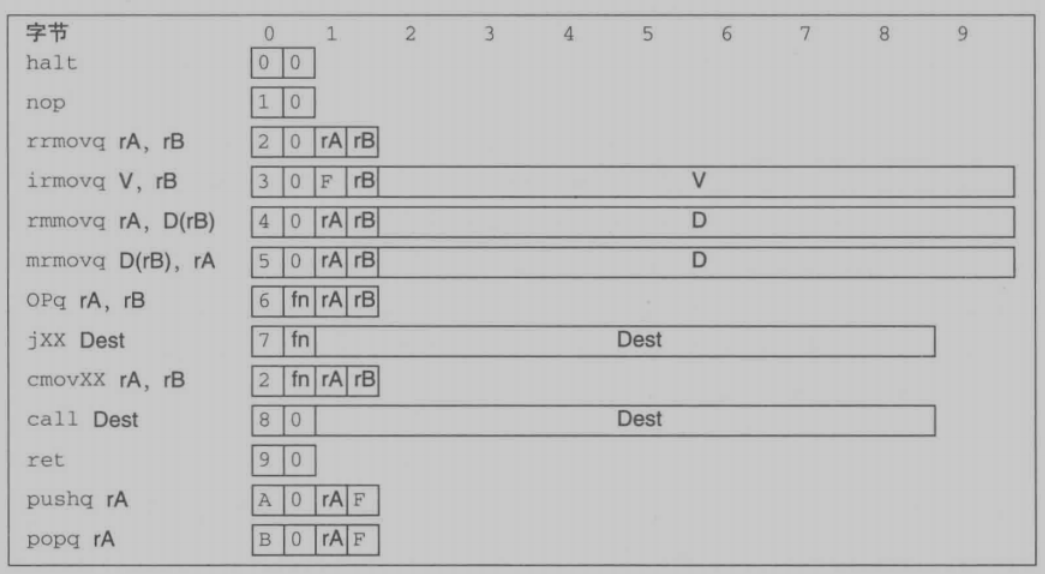 字节 0 1 2 3 4 5 6 7 8 9
halt 0 0
nop 1 0
rrmovq rA, rB 2 0 rA rB
irmovq V, rB 3 0 F rB V
rmmovq rA, D(rB) 4 0 rA rB D
mrmovq D(rB), rA 5 0 rA rB D
OPq rA, rB 6 fn rA rB
jXX Dest 7 fn Dest
cmovXX rA, rB 2 fn rA rB
call Dest 8 0 Dest
ret 9 0
pushq rA A 0 rA F
popq rA B 0 rA F